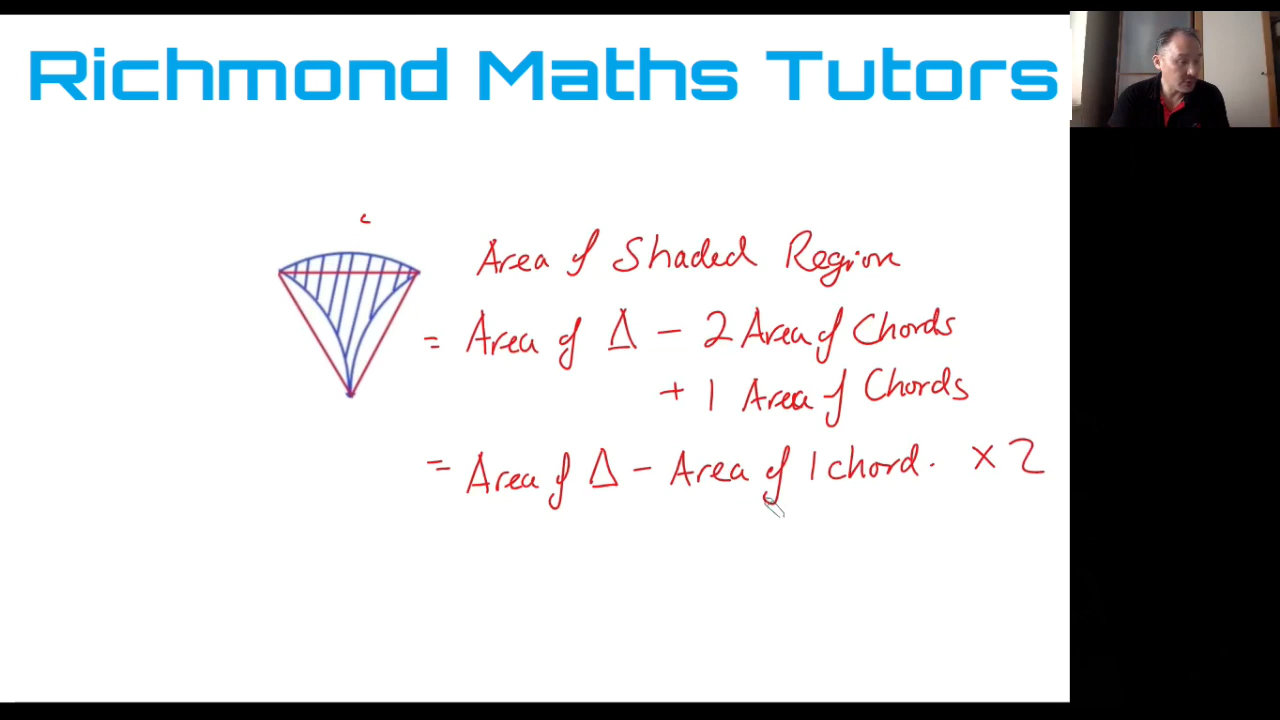 Richmond Maths Tutors
Area of Shaded Region
= Area of Δ - 2 Area of Chords
+ 1 Area of Chords
= Area of Δ - Area of 1 chord. × 2